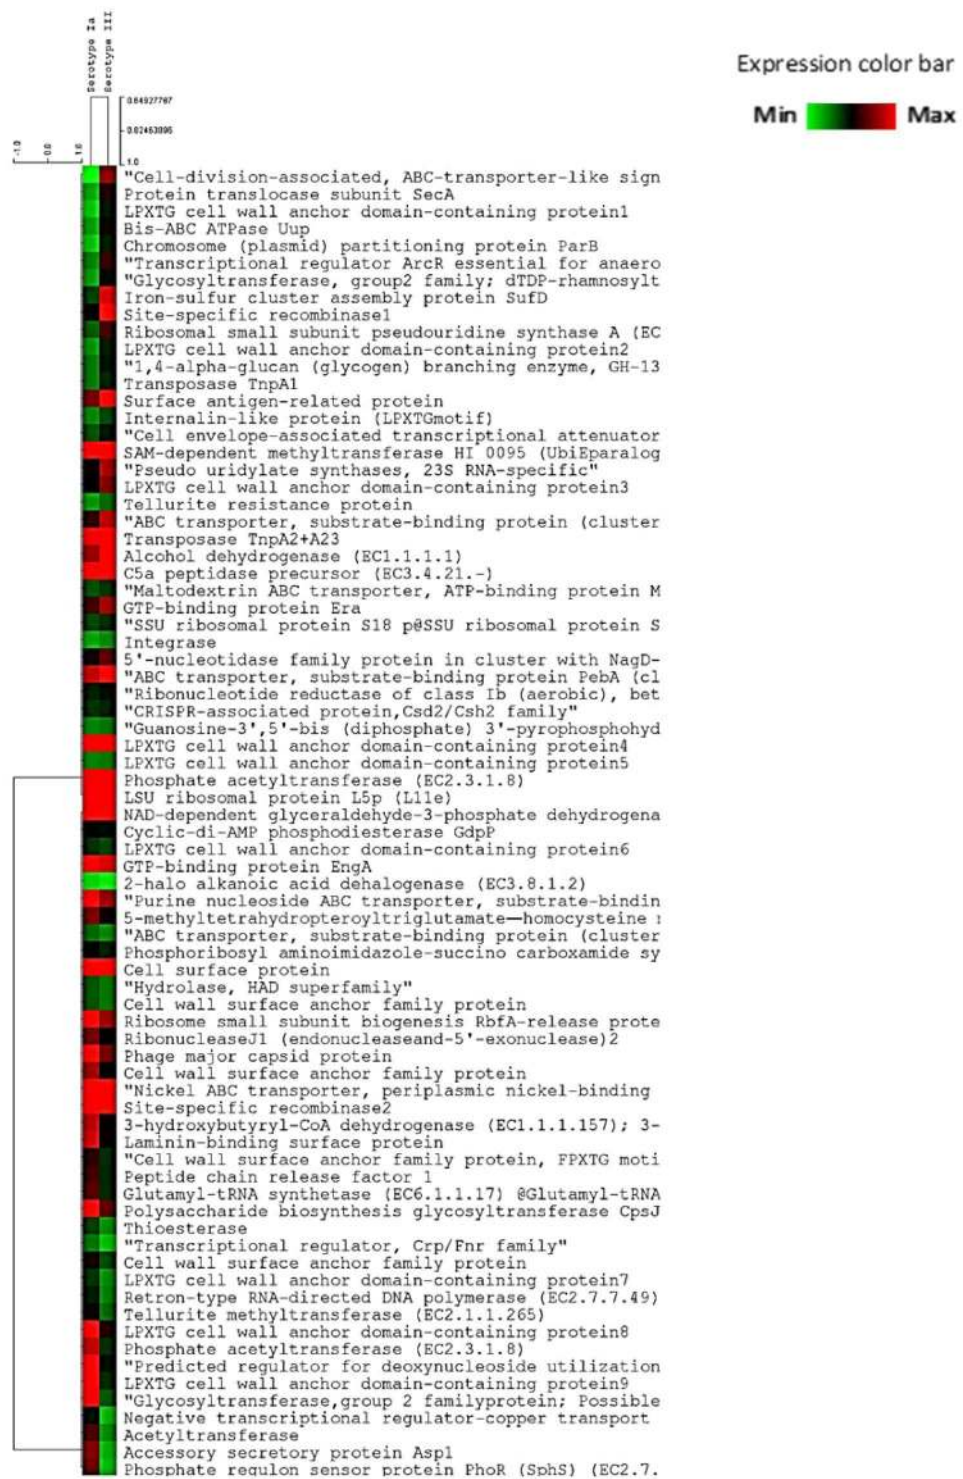 Serotype Ia
Serotype III
Expression color bar
Min Max
0.64927767
0.02463896
1.0
-1.0 0.0 1.0
"Cell-division-associated, ABC-transporter-like sign
Protein translocase subunit SecA
LPXTG cell wall anchor domain-containing protein1
Bis-ABC ATPase Uup
Chromosome (plasmid) partitioning protein ParB
"Transcriptional regulator ArcR essential for anaero
"Glycosyltransferase, group2 family; dTDP-rhamnosylt
Iron-sulfur cluster assembly protein SufD
Site-specific recombinase1
Ribosomal small subunit pseudouridine synthase A (EC
LPXTG cell wall anchor domain-containing protein2
"1,4-alpha-glucan (glycogen) branching enzyme, GH-13
Transposase TnpA1
Surface antigen-related protein
Internalin-like protein (LPXTGmotif)
"Cell envelope-associated transcriptional attenuator
SAM-dependent methyltransferase HI 0095 (UbiEparalog
"Pseudo uridylate synthases, 23S RNA-specific"
LPXTG cell wall anchor domain-containing protein3
Tellurite resistance protein
"ABC transporter, substrate-binding protein (cluster
Transposase TnpA2+A23
Alcohol dehydrogenase (EC1.1.1.1)
C5a peptidase precursor (EC3.4.21.-)
"Maltodextrin ABC transporter, ATP-binding protein M
GTP-binding protein Era
"SSU ribosomal protein S18 p@SSU ribosomal protein S
Integrase
5'-nucleotidase family protein in cluster with NagD-
"ABC transporter, substrate-binding protein PebA (cl
"Ribonucleotide reductase of class Ib (aerobic), bet
"CRISPR-associated protein,Csd2/Csh2 family"
"Guanosine-3',5'-bis (diphosphate) 3'-pyrophosphohyd
LPXTG cell wall anchor domain-containing protein4
LPXTG cell wall anchor domain-containing protein5
Phosphate acetyltransferase (EC2.3.1.8)
LSU ribosomal protein L5p (L11e)
NAD-dependent glyceraldehyde-3-phosphate dehydrogena
Cyclic-di-AMP phosphodiesterase GdpP
LPXTG cell wall anchor domain-containing protein6
GTP-binding protein EngA
2-halo alkanoic acid dehalogenase (EC3.8.1.2)
"Purine nucleoside ABC transporter, substrate-bindin
5-methyltetrahydropteroyltriglutamate—homocysteine
"ABC transporter, substrate-binding protein (cluster
Phosphoribosyl aminoimidazole-succino carboxamide sy
Cell surface protein
"Hydrolase, HAD superfamily"
Cell wall surface anchor family protein
Ribosome small subunit biogenesis RbfA-release prote
RibonucleaseJ1 (endonucleaseand-5'-exonuclease)2
Phage major capsid protein
Cell wall surface anchor family protein
"Nickel ABC transporter, periplasmic nickel-binding
Site-specific recombinase2
3-hydroxybutyryl-CoA dehydrogenase (EC1.1.1.157); 3-
Laminin-binding surface protein
"Cell wall surface anchor family protein, FPXTG moti
Peptide chain release factor 1
Glutamyl-tRNA synthetase (EC6.1.1.17) @Glutamyl-tRNA
Polysaccharide biosynthesis glycosyltransferase CpsJ
Thioesterase
"Transcriptional regulator, Crp/Fnr family"
Cell wall surface anchor family protein
LPXTG cell wall anchor domain-containing protein7
Retron-type RNA-directed DNA polymerase (EC2.7.7.49)
Tellurite methyltransferase (EC2.1.1.265)
LPXTG cell wall anchor domain-containing protein8
Phosphate acetyltransferase (EC2.3.1.8)
"Predicted regulator for deoxynucleoside utilization
LPXTG cell wall anchor domain-containing protein9
"Glycosyltransferase,group 2 familyprotein; Possible
Negative transcriptional regulator-copper transport
Acetyltransferase
Accessory secretory protein Asp1
Phosphate regulon sensor protein PhoR (SphS) (EC2.7.